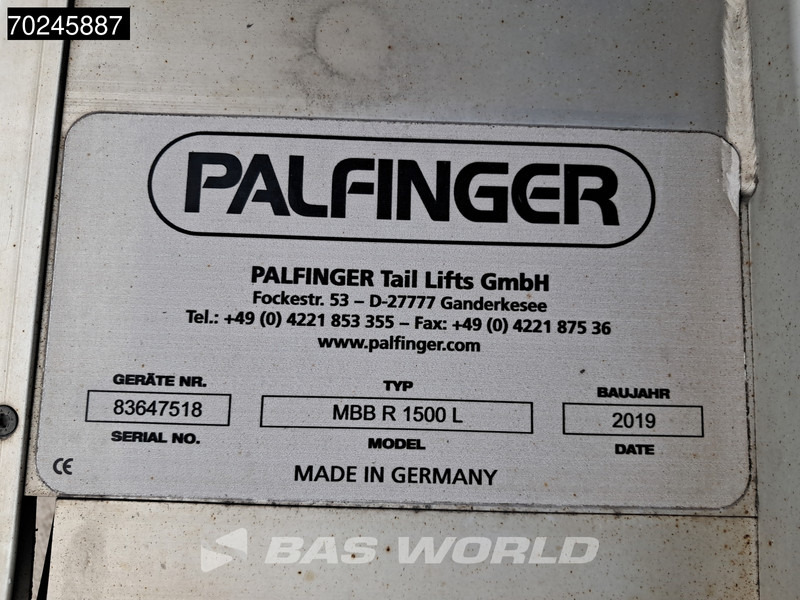 70245887
PALFINGER
PALFINGER Tail Lifts GmbH
Fockestr. 53 – D-27777 Ganderkesee
Tel.: +49 (0) 4221 853 355 – Fax: +49 (0) 4221 875 36
www.palfinger.com
GERÄTE NR. TYP BAUJAHR
83647518 MBB R 1500 L 2019
SERIAL NO. MODEL DATE
CE MADE IN GERMANY
BAS WORLD